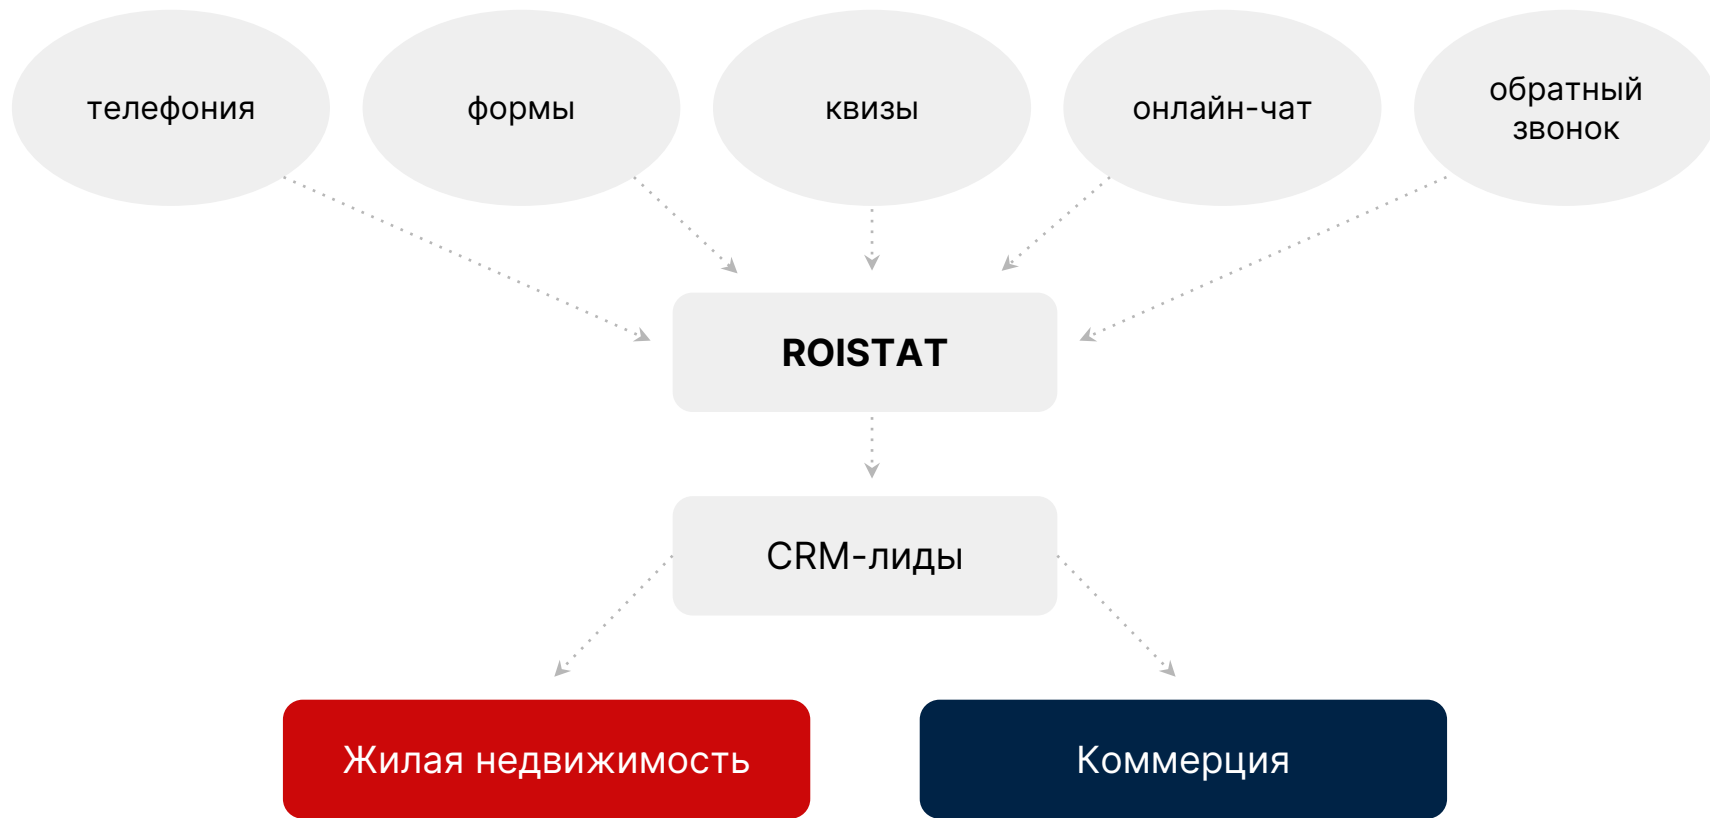 телефония
формы
квизы
онлайн-чат
обратный
звонок
ROISTAT
CRM-лиды
Жилая недвижимость
Коммерция